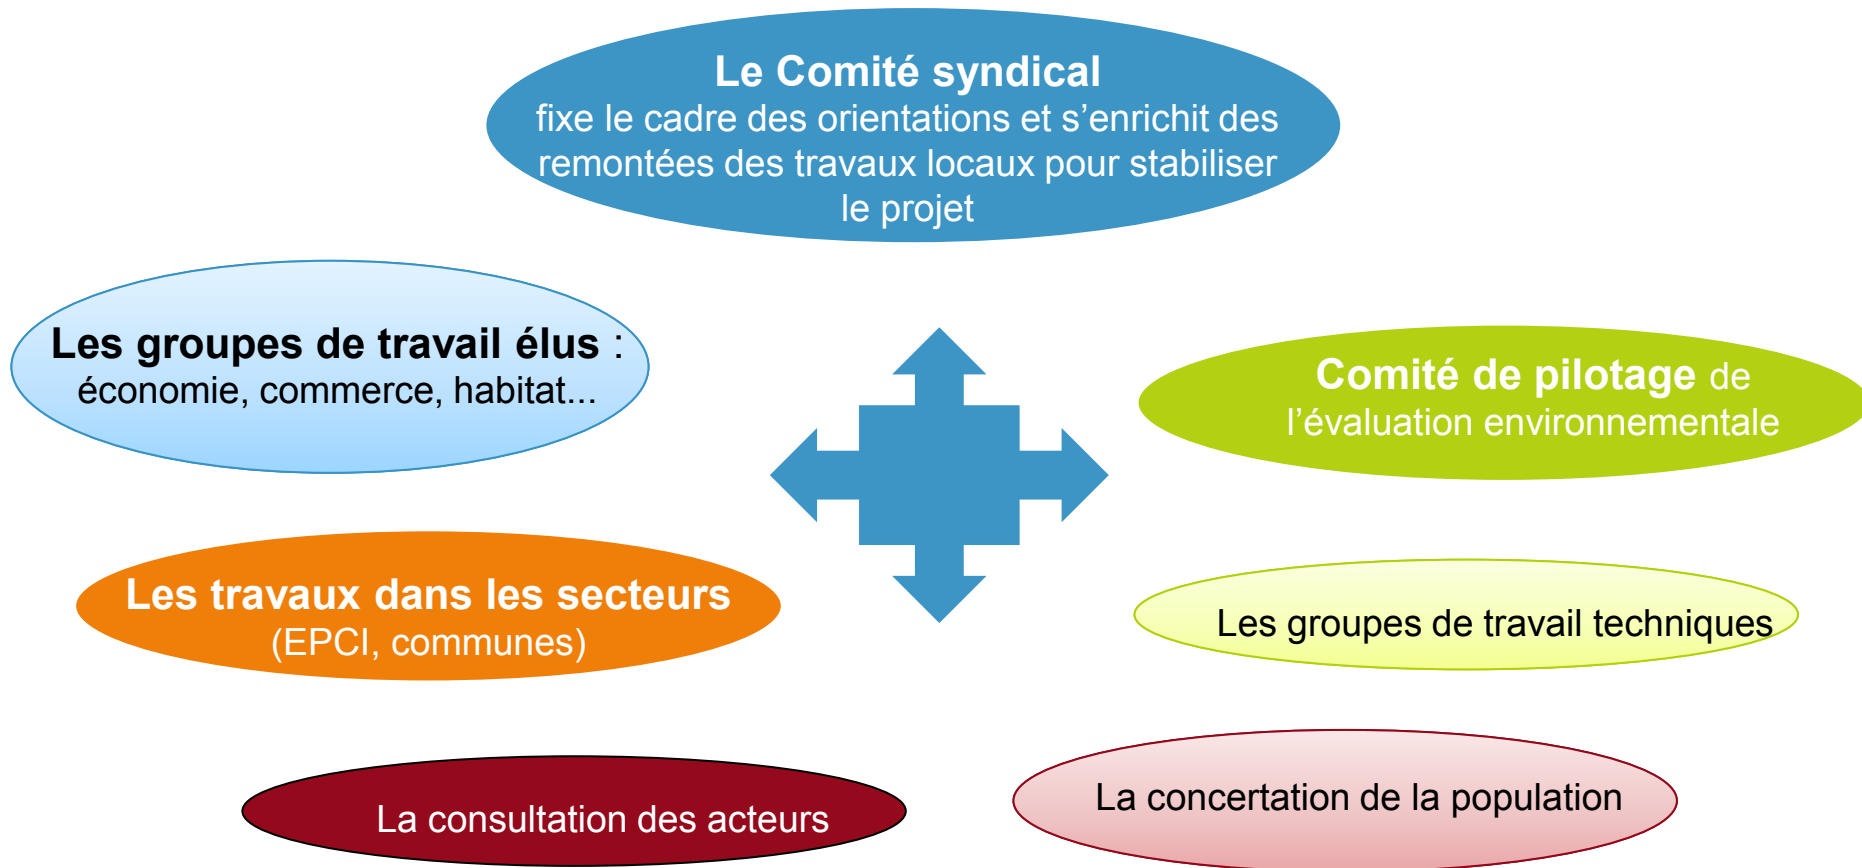 Le Comité syndical
fixe le cadre des orientations et s’enrichit des
remontées des travaux locaux pour stabiliser
le projet
Les groupes de travail élus :
économie, commerce, habitat...
Comité de pilotage de
l’évaluation environnementale
Les travaux dans les secteurs
(EPCI, communes)
Les groupes de travail techniques
La consultation des acteurs
La concertation de la population